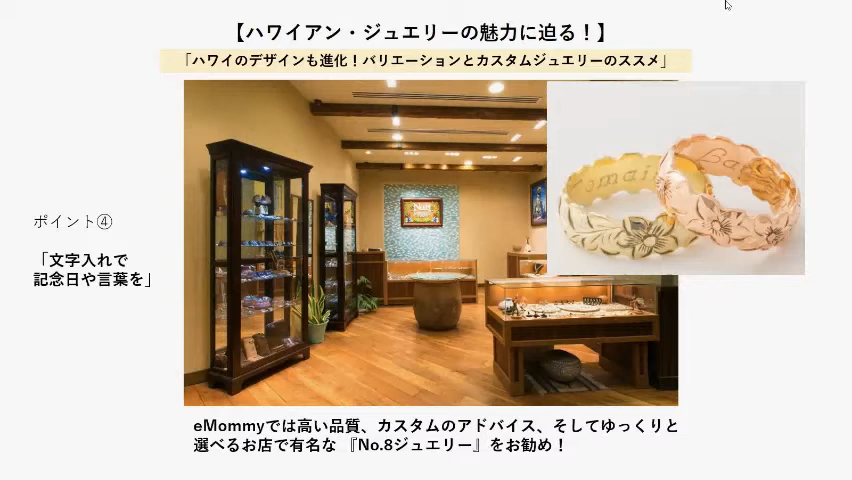 【ハワイアン・ジュエリーの魅力に迫る！】
「ハワイのデザインも進化！バリエーションとカスタムジュエリーのススメ」
ポイント④
「文字入れで
記念日や言葉を」
eMommyでは高い品質、カスタムのアドバイス、そしてゆっくりと
選べるお店で有名な『No.8ジュエリー』をお勧め！